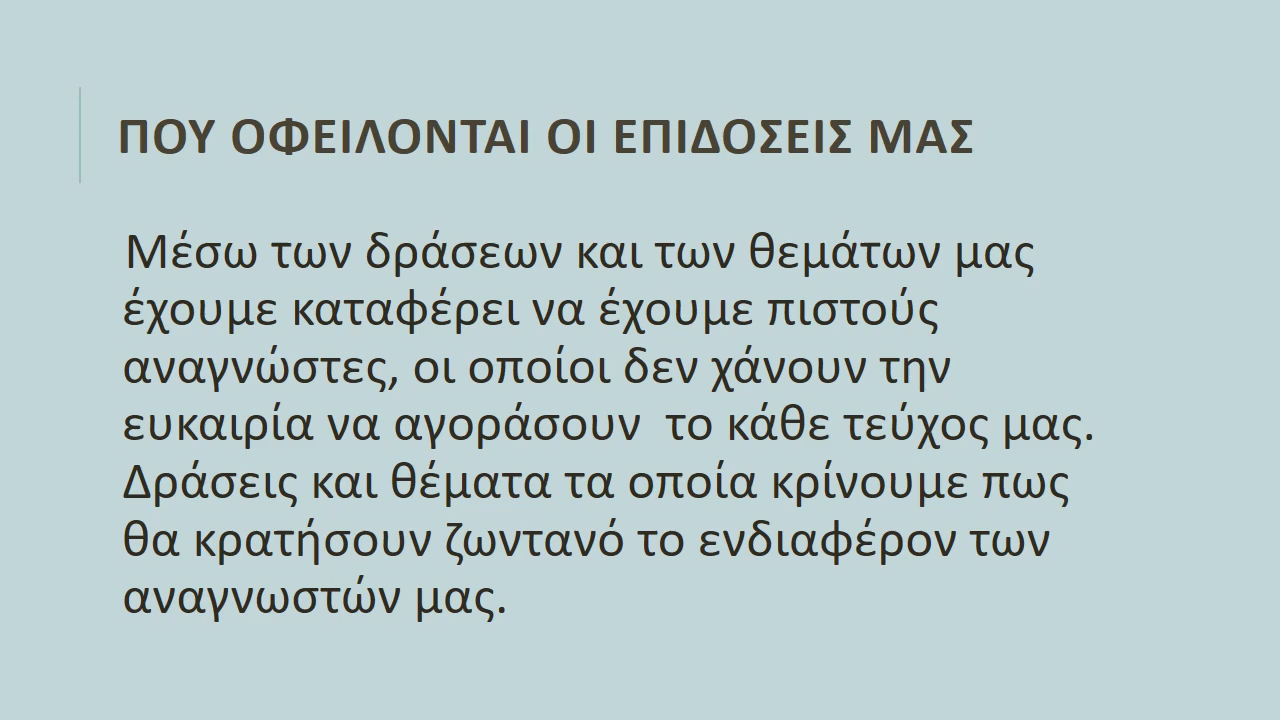 ΠΟΥ ΟΦΕΙΛΟΝΤΑΙ ΟΙ ΕΠΙΔΟΣΕΙΣ ΜΑΣ
Μέσω των δράσεων και των θεμάτων μας
έχουμε καταφέρει να έχουμε πιστούς
αναγνώστες, οι οποίοι δεν χάνουν την
ευκαιρία να αγοράσουν  το κάθε τεύχος μας.
Δράσεις και θέματα τα οποία κρίνουμε πως
θα κρατήσουν ζωντανό το ενδιαφέρον των
αναγνωστών μας.